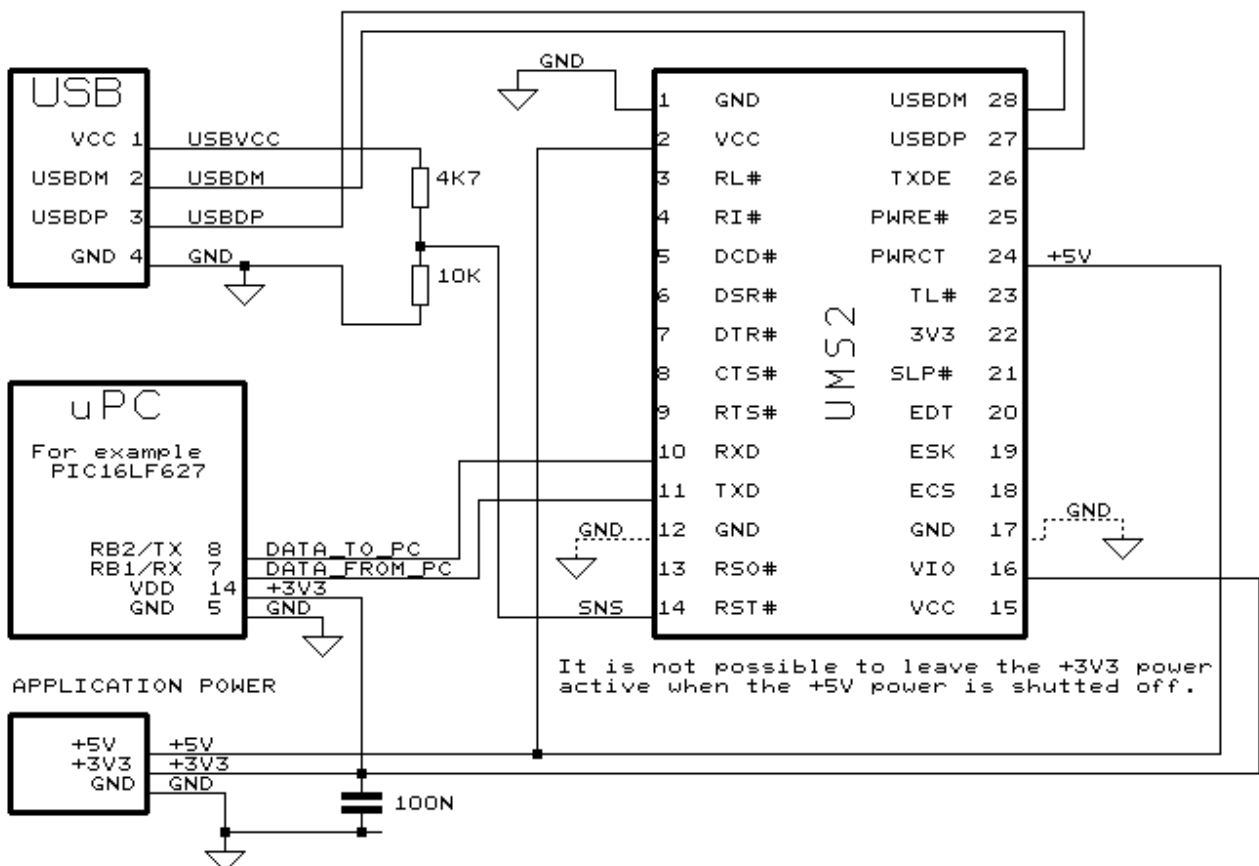 USB
VCC 1 USBVCC
USBDM 2 USBDM
USBDP 3 USBDP
GND 4 GND
4K7
10K
uPC
For example
PIC16LF627
RB2/TX 8 DATA_TO_PC
RB1/RX 7 DATA_FROM_PC
VDD 14 +3V3
GND 5 GND
APPLICATION POWER
+5V +5V
+3V3 +3V3
GND GND
100N
GND
UMS2
1 GND USBDM 28
2 VCC USBDP 27
3 RL# TXDE 26
4 RI# PWRE# 25
5 DCD# PWRCT 24 +5V
6 DSR# TL# 23
7 DTR# 3V3 22
8 CTS# SLP# 21
9 RTS# EDT 20
10 RXD ESK 19
11 TXD ECS 18
GND 12 GND GND 17 GND
13 RSO# VIO 16
SNS 14 RST# VCC 15
It is not possible to leave the +3V3 power
active when the +5V power is shutted off.